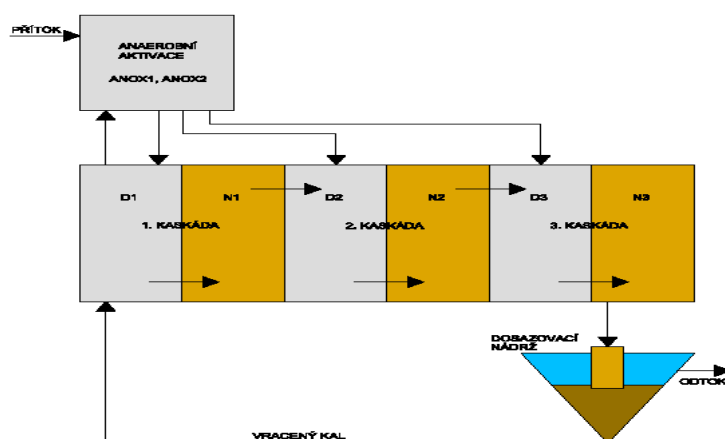 PŘÍTOK
ANAEROBNÍ
AKTIVACE
ANOX1, ANOX2
D1
N1
D2
N2
D3
N3
1. KASKÁDA
2. KASKÁDA
3. KASKÁDA
DOSAZOVACÍ
NÁDRŽ
ODTOK
VRACENÝ KAL